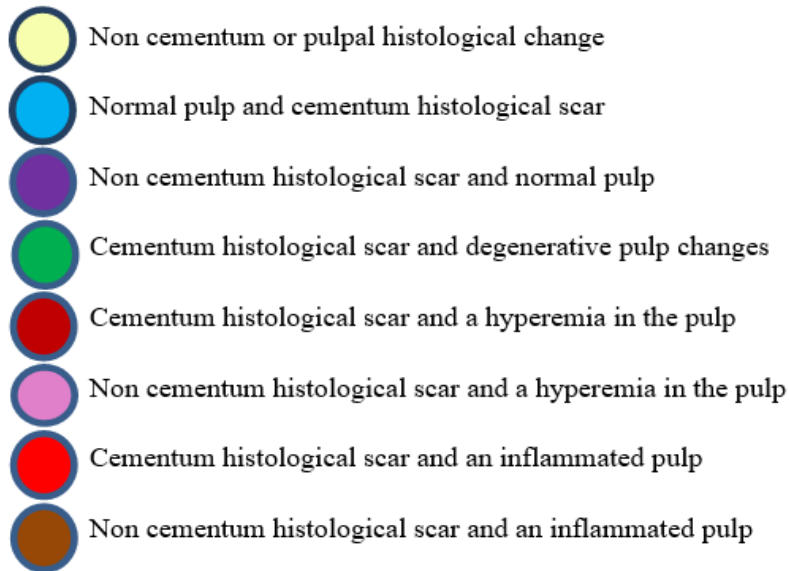 Non cementum or pulpal histological change
Normal pulp and cementum histological scar
Non cementum histological scar and normal pulp
Cementum histological scar and degenerative pulp changes
Cementum histological scar and a hyperemia in the pulp
Non cementum histological scar and a hyperemia in the pulp
Cementum histological scar and an inflammated pulp
Non cementum histological scar and an inflammated pulp